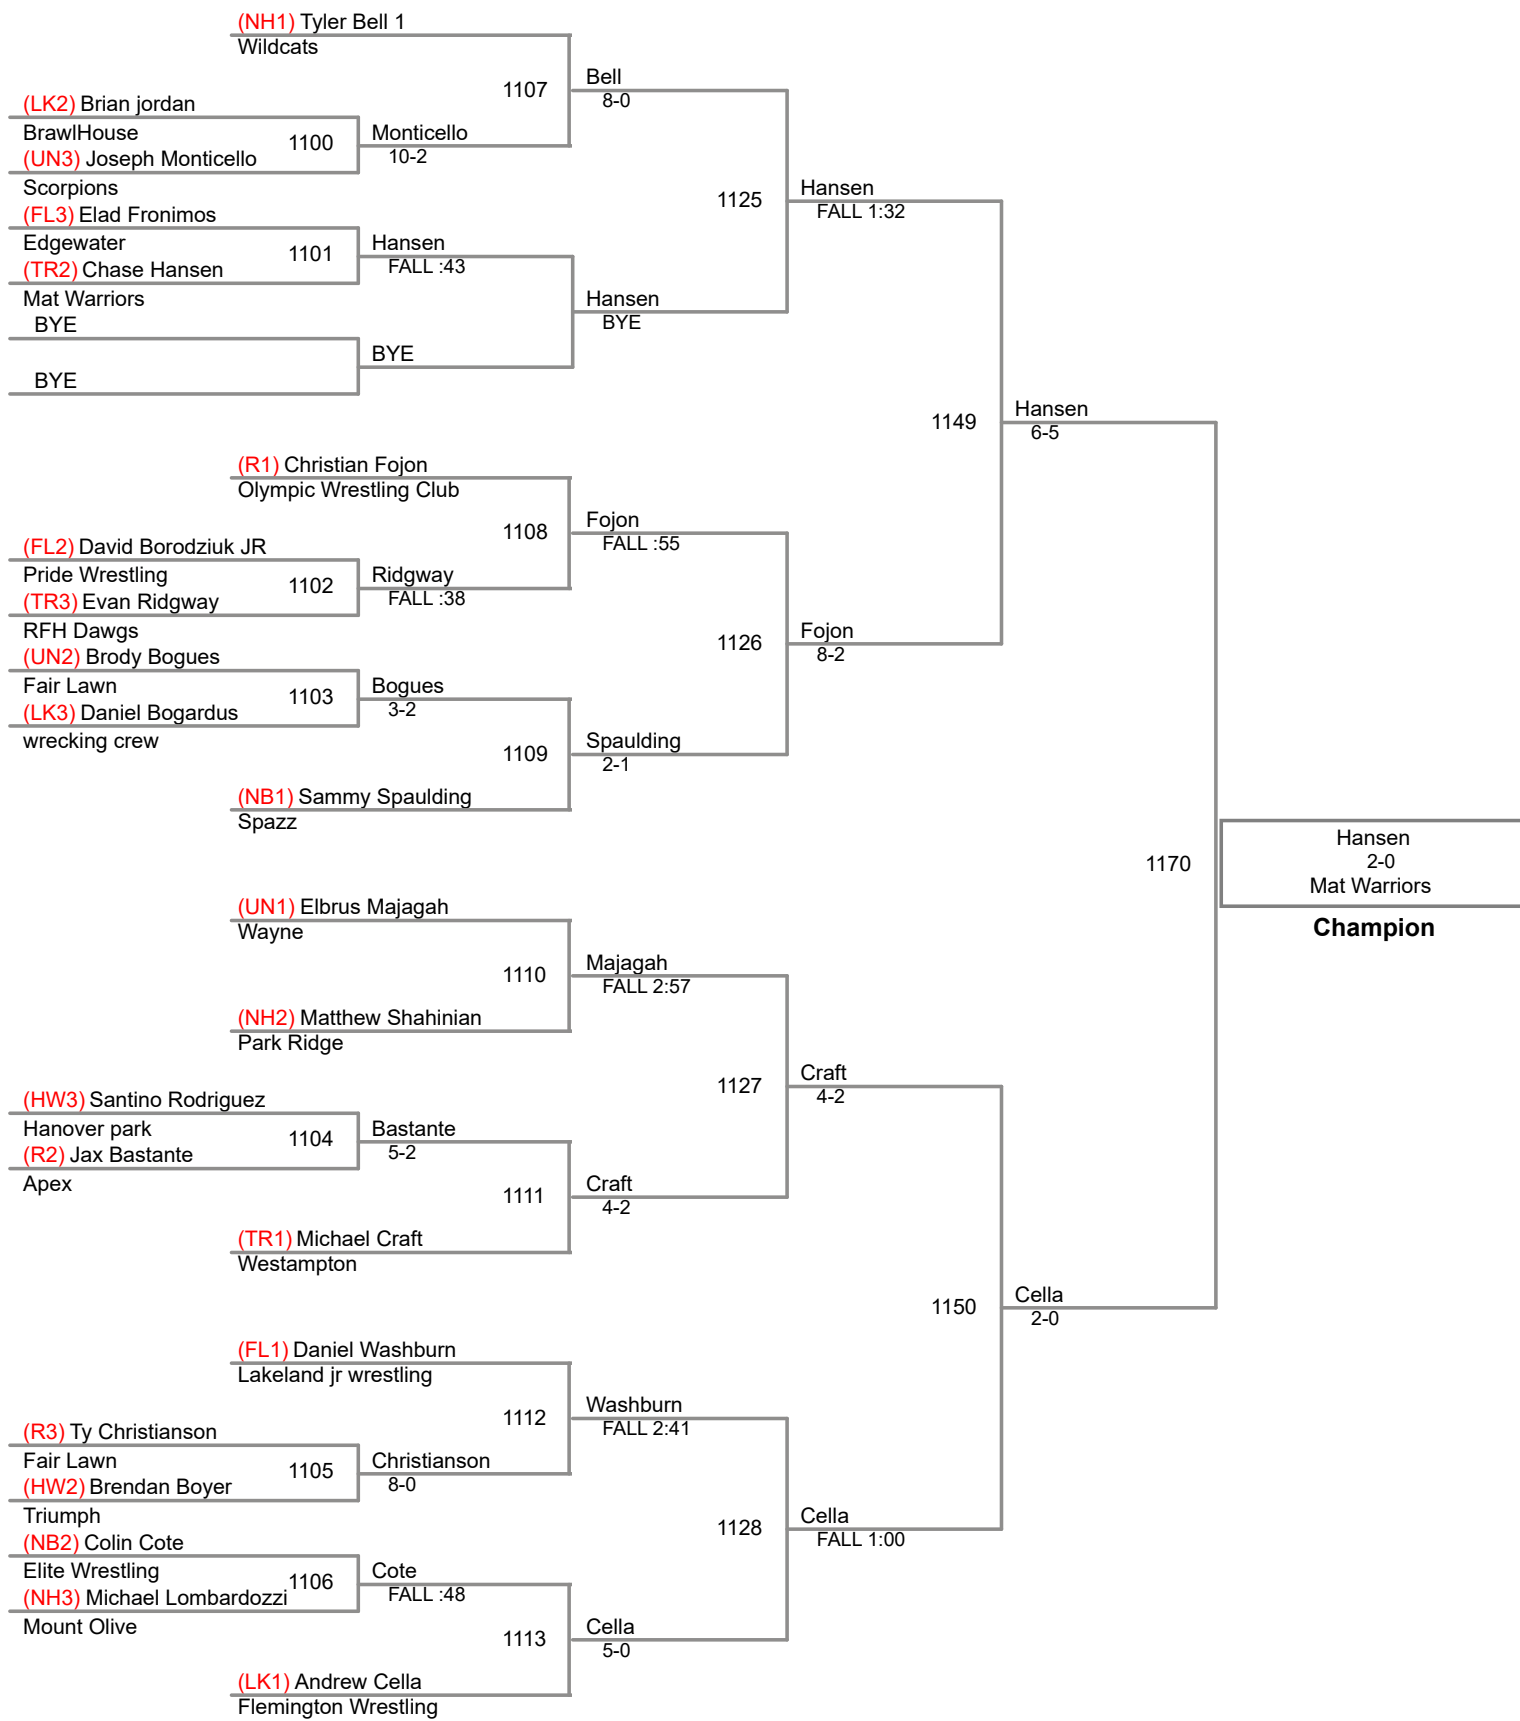 (NH1) Tyler Bell 1
Wildcats
1107
Bell
8-0
(LK2) Brian jordan
BrawlHouse
1100
Monticello
10-2
(UN3) Joseph Monticello
Scorpions
1125
Hansen
FALL 1:32
(FL3) Elad Fronimos
Edgewater
1101
Hansen
FALL :43
(TR2) Chase Hansen
Mat Warriors
Hansen
BYE
BYE
BYE
BYE
1149
Hansen
6-5
(R1) Christian Fojon
Olympic Wrestling Club
1108
Fojon
FALL :55
(FL2) David Borodziuk JR
Pride Wrestling
1102
Ridgway
FALL :38
(TR3) Evan Ridgway
RFH Dawgs
1126
Fojon
8-2
(UN2) Brody Bogues
Fair Lawn
1103
Bogues
3-2
(LK3) Daniel Bogardus
wrecking crew
1109
Spaulding
2-1
(NB1) Sammy Spaulding
Spazz
1170
Hansen
2-0
Mat Warriors
Champion
(UN1) Elbrus Majagah
Wayne
1110
Majagah
FALL 2:57
(NH2) Matthew Shahinian
Park Ridge
1127
Craft
4-2
(HW3) Santino Rodriguez
Hanover park
1104
Bastante
5-2
(R2) Jax Bastante
Apex
1111
Craft
4-2
(TR1) Michael Craft
Westampton
1150
Cella
2-0
(FL1) Daniel Washburn
Lakeland jr wrestling
1112
Washburn
FALL 2:41
(R3) Ty Christianson
Fair Lawn
1105
Christianson
8-0
(HW2) Brendan Boyer
Triumph
1128
Cella
FALL 1:00
(NB2) Colin Cote
Elite Wrestling
1106
Cote
FALL :48
(NH3) Michael Lombardozzi
Mount Olive
1113
Cella
5-0
(LK1) Andrew Cella
Flemington Wrestling